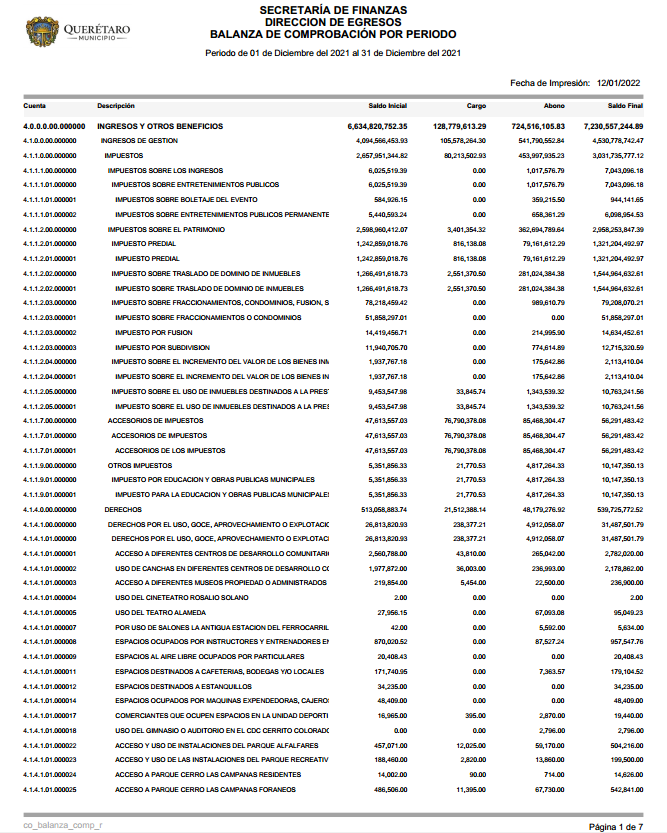 SECRETARÍA DE FINANZAS
DIRECCION DE EGRESOS
BALANZA DE COMPROBACIÓN POR PERIODO
QUERÉTARO
MUNICIPIO
Periodo de 01 de Diciembre del 2021 al 31 de Diciembre del 2021
Fecha de Impresión: 12/01/2022
Cuenta Descripción Saldo Inicial Cargo Abono Saldo Final
4.0.0.0.00.000000 INGRESOS Y OTROS BENEFICIOS 6,634,820,752.35 128,779,613.29 724,516,105.83 7,230,557,244.89
4.1.0.0.00.000000 INGRESOS DE GESTION 4,094,566,453.93 105,578,264.30 541,790,552.84 4,530,778,742.47
4.1.1.0.00.000000 IMPUESTOS 2,657,951,344.82 80,213,502.93 453,997,935.23 3,031,735,777.12
4.1.1.1.00.000000 IMPUESTOS SOBRE LOS INGRESOS 6,025,519.39 0.00 1,017,576.79 7,043,096.18
4.1.1.1.01.000000 IMPUESTOS SOBRE ENTRETENIMIENTOS PUBLICOS 6,025,519.39 0.00 1,017,576.79 7,043,096.18
4.1.1.1.01.000001 IMPUESTOS SOBRE BOLETAJE DEL EVENTO 584,926.15 0.00 359,215.50 944,141.65
4.1.1.1.01.000002 IMPUESTOS SOBRE ENTRETENIMIENTOS PUBLICOS PERMANENTE 5,440,593.24 0.00 658,361.29 6,098,954.53
4.1.1.2.00.000000 IMPUESTOS SOBRE EL PATRIMONIO 2,598,960,412.07 3,401,354.32 362,694,789.64 2,958,253,847.39
4.1.1.2.01.000000 IMPUESTO PREDIAL 1,242,859,018.76 816,138.08 79,161,612.29 1,321,204,492.97
4.1.1.2.01.000001 IMPUESTO PREDIAL 1,242,859,018.76 816,138.08 79,161,612.29 1,321,204,492.97
4.1.1.2.02.000000 IMPUESTOS SOBRE TRASLADO DE DOMINIO DE INMUEBLES 1,266,491,618.73 2,551,370.50 281,024,384.38 1,544,964,632.61
4.1.1.2.02.000001 IMPUESTOS SOBRE TRASLADO DE DOMINIO DE INMUEBLES 1,266,491,618.73 2,551,370.50 281,024,384.38 1,544,964,632.61
4.1.1.2.03.000000 IMPUESTO SOBRE FRACCIONAMIENTOS, CONDOMINIOS, FUSION, S 78,218,459.42 0.00 989,610.79 79,208,070.21
4.1.1.2.03.000001 IMPUESTO SOBRE FRACCIONAMIENTOS O CONDOMINIOS 51,858,297.01 0.00 0.00 51,858,297.01
4.1.1.2.03.000002 IMPUESTO POR FUSION 14,419,456.71 0.00 214,995.90 14,634,452.61
4.1.1.2.03.000003 IMPUESTO POR SUBDIVISION 11,940,705.70 0.00 774,614.89 12,715,320.59
4.1.1.2.04.000000 IMPUESTO SOBRE EL INCREMENTO DEL VALOR DE LOS BIENES INM 1,937,767.18 0.00 175,642.86 2,113,410.04
4.1.1.2.04.000001 IMPUESTO SOBRE EL INCREMENTO DEL VALOR DE LOS BIENES IN 1,937,767.18 0.00 175,642.86 2,113,410.04
4.1.1.2.05.000000 IMPUESTO SOBRE EL USO DE INMUEBLES DESTINADOS A LA PRES 9,453,547.98 33,845.74 1,343,539.32 10,763,241.56
4.1.1.2.05.000001 IMPUESTO SOBRE EL USO DE INMUEBLES DESTINADOS A LA PRES 9,453,547.98 33,845.74 1,343,539.32 10,763,241.56
4.1.1.7.00.000000 ACCESORIOS DE IMPUESTOS 47,613,557.03 76,790,378.08 85,468,304.47 56,291,483.42
4.1.1.7.01.000000 ACCESORIOS DE IMPUESTOS 47,613,557.03 76,790,378.08 85,468,304.47 56,291,483.42
4.1.1.7.01.000001 ACCESORIOS DE LOS IMPUESTOS 47,613,557.03 76,790,378.08 85,468,304.47 56,291,483.42
4.1.1.9.00.000000 OTROS IMPUESTOS 5,351,856.33 21,770.53 4,817,264.33 10,147,350.13
4.1.1.9.01.000000 IMPUESTO POR EDUCACION Y OBRAS PUBLICAS MUNICIPALES 5,351,856.33 21,770.53 4,817,264.33 10,147,350.13
4.1.1.9.01.000001 IMPUESTO PARA LA EDUCACION Y OBRAS PUBLICAS MUNICIPALES 5,351,856.33 21,770.53 4,817,264.33 10,147,350.13
4.1.4.0.00.000000 DERECHOS 513,058,883.74 21,512,388.14 48,179,276.92 539,725,772.52
4.1.4.1.00.000000 DERECHOS POR EL USO, GOCE, APROVECHAMIENTO O EXPLOTACIO 26,813,820.93 238,377.21 4,912,058.07 31,487,501.79
4.1.4.1.01.000000 DERECHOS POR EL USO, GOCE, APROVECHAMIENTO O EXPLOTACI 26,813,820.93 238,377.21 4,912,058.07 31,487,501.79
4.1.4.1.01.000001 ACCESO A DIFERENTES CENTROS DE DESARROLLO COMUNITARI 2,560,788.00 43,810.00 265,042.00 2,782,020.00
4.1.4.1.01.000002 USO DE CANCHAS EN DIFERENTES CENTROS DE DESARROLLO CO 1,977,872.00 36,003.00 236,993.00 2,178,862.00
4.1.4.1.01.000003 ACCESO A DIFERENTES MUSEOS PROPIEDAD O ADMINISTRADOS 219,854.00 5,454.00 22,500.00 236,900.00
4.1.4.1.01.000004 USO DEL CINETEATRO ROSALIO SOLANO 2.00 0.00 0.00 2.00
4.1.4.1.01.000005 USO DEL TEATRO ALAMEDA 27,956.15 0.00 67,093.08 95,049.23
4.1.4.1.01.000007 POR USO DE SALONES LA ANTIGUA ESTACION DEL FERROCARRIL 42.00 0.00 5,592.00 5,634.00
4.1.4.1.01.000008 ESPACIOS OCUPADOS POR INSTRUCTORES Y ENTRENADORES EN 870,020.52 0.00 87,527.24 957,547.76
4.1.4.1.01.000009 ESPACIOS AL AIRE LIBRE OCUPADOS POR PARTICULARES 20,408.43 0.00 0.00 20,408.43
4.1.4.1.01.000011 ESPACIOS DESTINADOS A CAFETERIAS, BODEGAS Y/O LOCALES 171,740.95 0.00 7,363.57 179,104.52
4.1.4.1.01.000012 ESPACIOS DESTINADOS A ESTANQUILLOS 34,235.00 0.00 0.00 34,235.00
4.1.4.1.01.000014 ESPACIOS OCUPADOS POR MAQUINAS EXPENDEDORAS, CAJERO 48,409.00 0.00 0.00 48,409.00
4.1.4.1.01.000017 COMERCIANTES QUE OCUPEN ESPACIOS EN LA UNIDAD DEPORTI 16,965.00 395.00 2,870.00 19,440.00
4.1.4.1.01.000018 USO DEL GIMNASIO O AUDITORIO EN EL CDC CERRITO COLORADO 0.00 0.00 2,796.00 2,796.00
4.1.4.1.01.000022 ACCESO Y USO DE INSTALACIONES DEL PARQUE ALFALFARES 457,071.00 12,025.00 59,170.00 504,216.00
4.1.4.1.01.000023 ACCESO Y USO DE LAS INSTALACIONES DEL PARQUE RECREATIV 188,460.00 2,820.00 13,860.00 199,500.00
4.1.4.1.01.000024 ACCESO A PARQUE CERRO LAS CAMPANAS RESIDENTES 14,002.00 90.00 714.00 14,626.00
4.1.4.1.01.000025 ACCESO A PARQUE CERRO LAS CAMPANAS FORANEOS 486,506.00 11,395.00 67,730.00 542,841.00
co_balanza_comp_r
Página 1 de 7